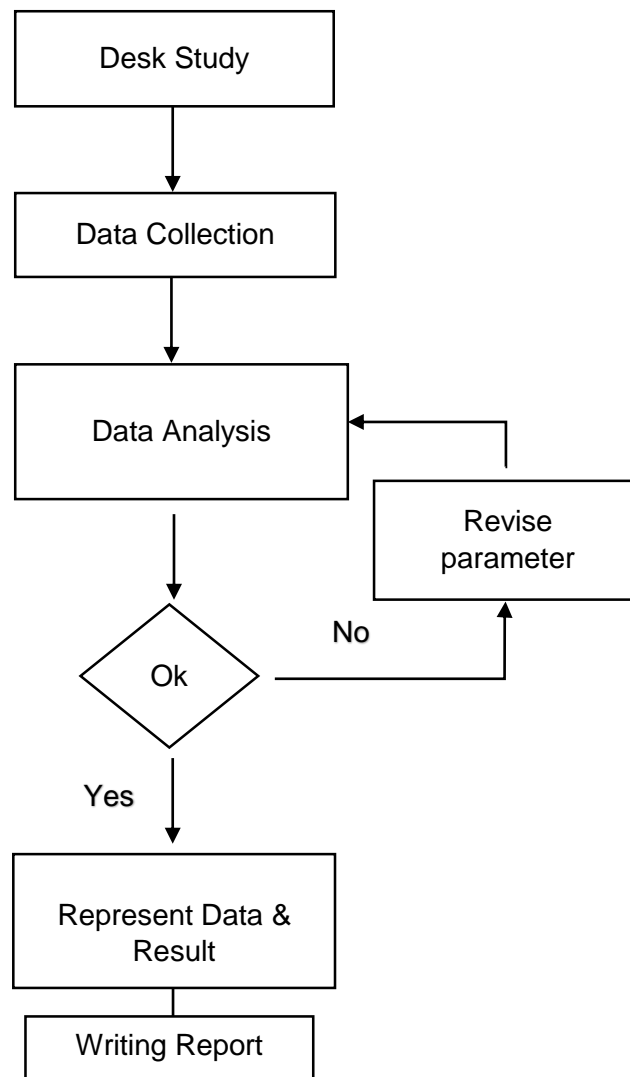 Desk Study
Data Collection
Data Analysis
Revise
parameter
No
Ok
Yes
Represent Data &
Result
Writing Report